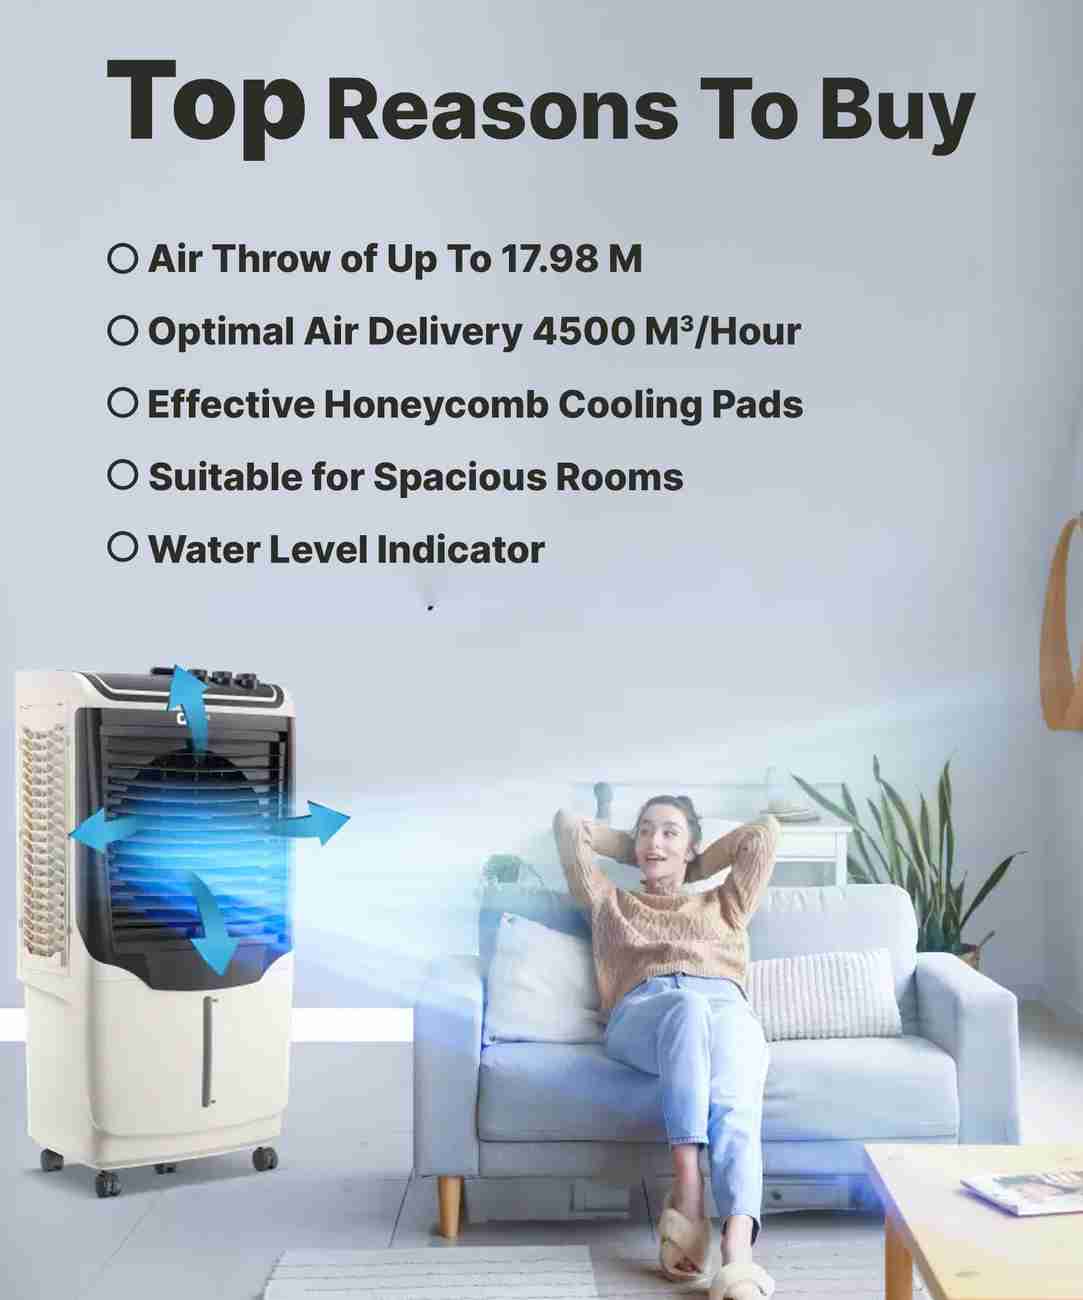 Top Reasons To Buy
Air Throw of Up To 17.98 M
Optimal Air Delivery 4500 M³/Hour
Effective Honeycomb Cooling Pads
Suitable for Spacious Rooms
Water Level Indicator